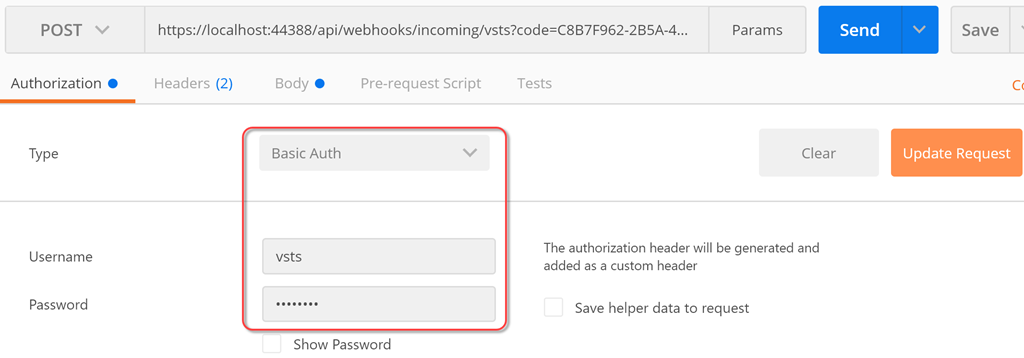 POST https://localhost:44388/api/webhooks/incoming/vsts?code=C8B7F962-2B5A-4... Params Send Save
Authorization Headers (2) Body Pre-request Script Tests Co
Type Basic Auth Clear Update Request
Username vsts The authorization header will be generated and
added as a custom header
Password •••••••• Save helper data to request
Show Password